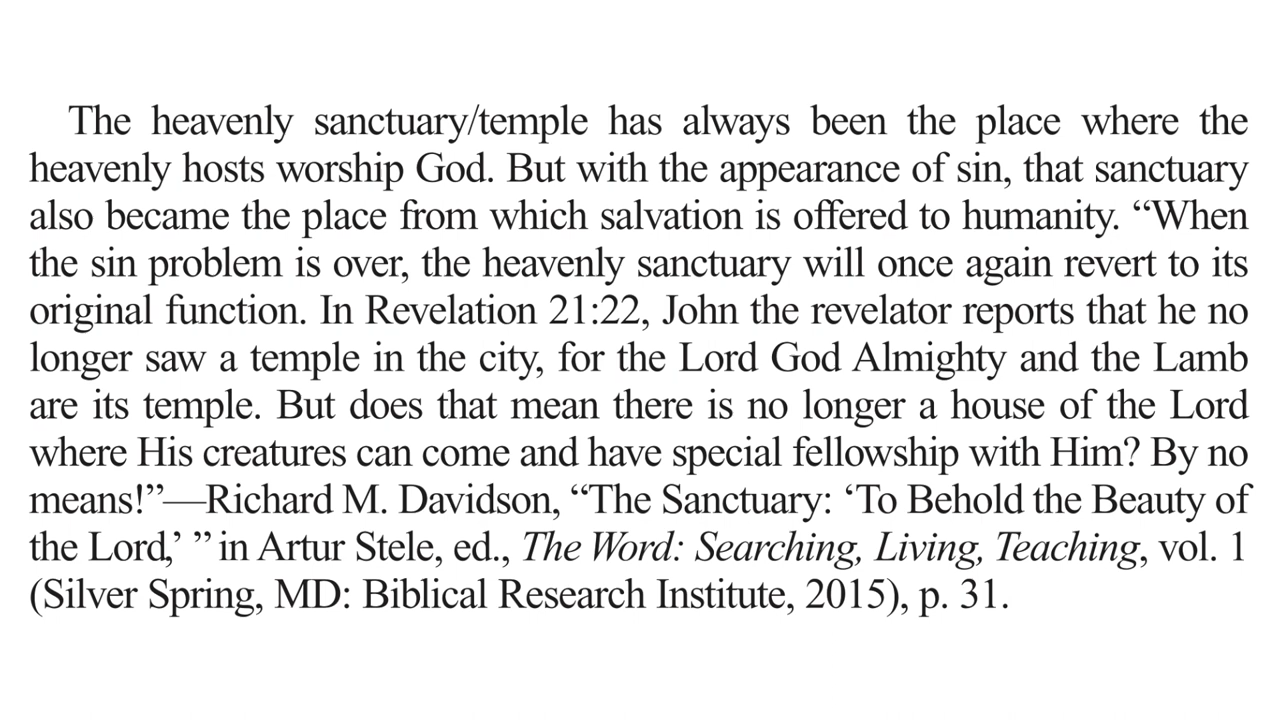 The heavenly sanctuary/temple has always been the place where the
heavenly hosts worship God. But with the appearance of sin, that sanctuary
also became the place from which salvation is offered to humanity. “When
the sin problem is over, the heavenly sanctuary will once again revert to its
original function. In Revelation 21:22, John the revelator reports that he no
longer saw a temple in the city, for the Lord God Almighty and the Lamb
are its temple. But does that mean there is no longer a house of the Lord
where His creatures can come and have special fellowship with Him? By no
means!”—Richard M. Davidson, “The Sanctuary: ‘To Behold the Beauty of
the Lord,’ ” in Artur Stele, ed., The Word: Searching, Living, Teaching, vol. 1
(Silver Spring, MD: Biblical Research Institute, 2015), p. 31.